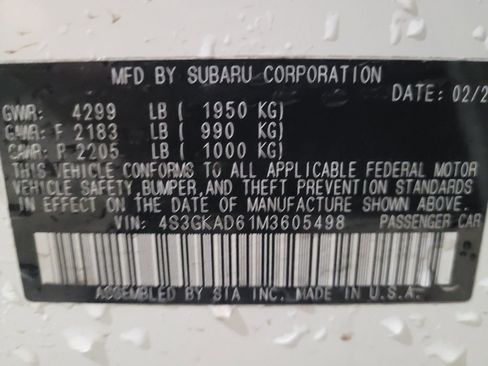 MFD BY SUBARU CORPORATION
DATE: 02/2
GVWR: 4299 LB ( 1950 KG)
GAWR: F 2183 LB ( 990 KG)
GAWR: R 2205 LB ( 1000 KG)
THIS VEHICLE CONFORMS TO ALL APPLICABLE FEDERAL MOTOR
VEHICLE SAFETY, BUMPER, AND THEFT PREVENTION STANDARDS
IN EFFECT ON THE DATE OF MANUFACTURE SHOWN ABOVE.
VIN: 4S3GKAD61M3605498 PASSENGER CAR
ASSEMBLED BY SIA INC. MADE IN U.S.A.